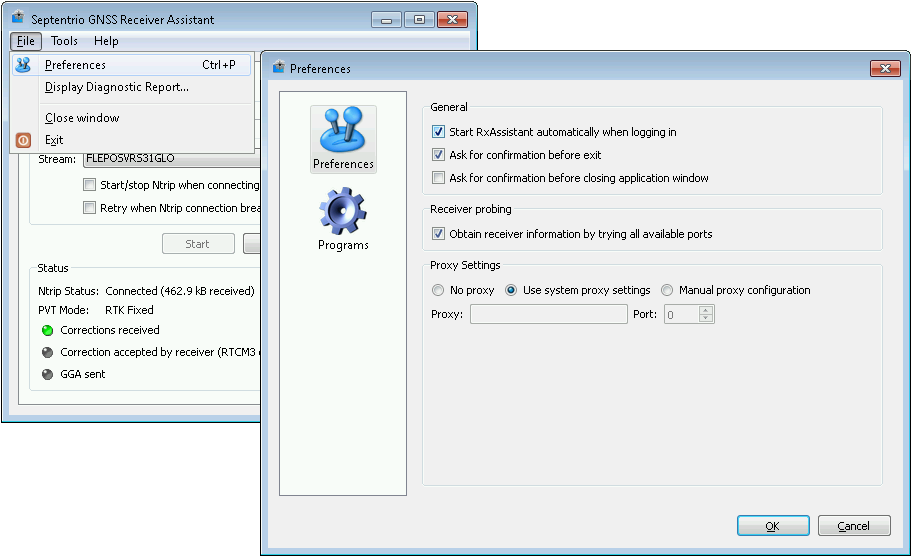 Septentrio GNSS Receiver Assistant
File Tools Help
Preferences Ctrl+P
Display Diagnostic Report...
Close window
Exit
Stream: FLEPOSVRS31GLO
Start/stop Ntrip when connecting
Retry when Ntrip connection
Start
Status
Ntrip Status: Connected (462.9 kB received)
PVT Mode: RTK Fixed
Corrections received
Correction accepted by receiver (RTCM3
GGA sent
Preferences
Preferences
Programs
General
Start RxAssistant automatically when logging in
Ask for confirmation before exit
Ask for confirmation before closing application window
Receiver probing
Obtain receiver information by trying all available ports
Proxy Settings
No proxy Use system proxy settings Manual proxy configuration
Proxy: Port: 0
OK Cancel